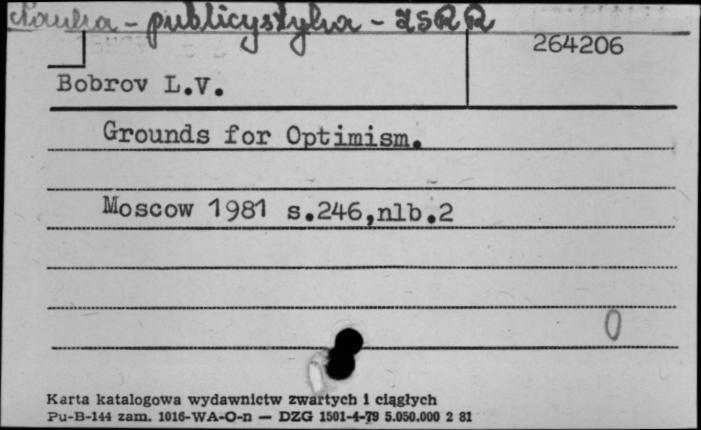 Nauka - publicystyka - ZSRR
264206
Bobrov L.V.
Grounds for Optimism.
Moscow 1981 s.246,nlb.2
0
Karta katalogowa wydawnictw zwartych i ciągłych
Pu-B-144 zam. 1016-WA-O-n — DZG 1501-4-79 5.050.000 2 81